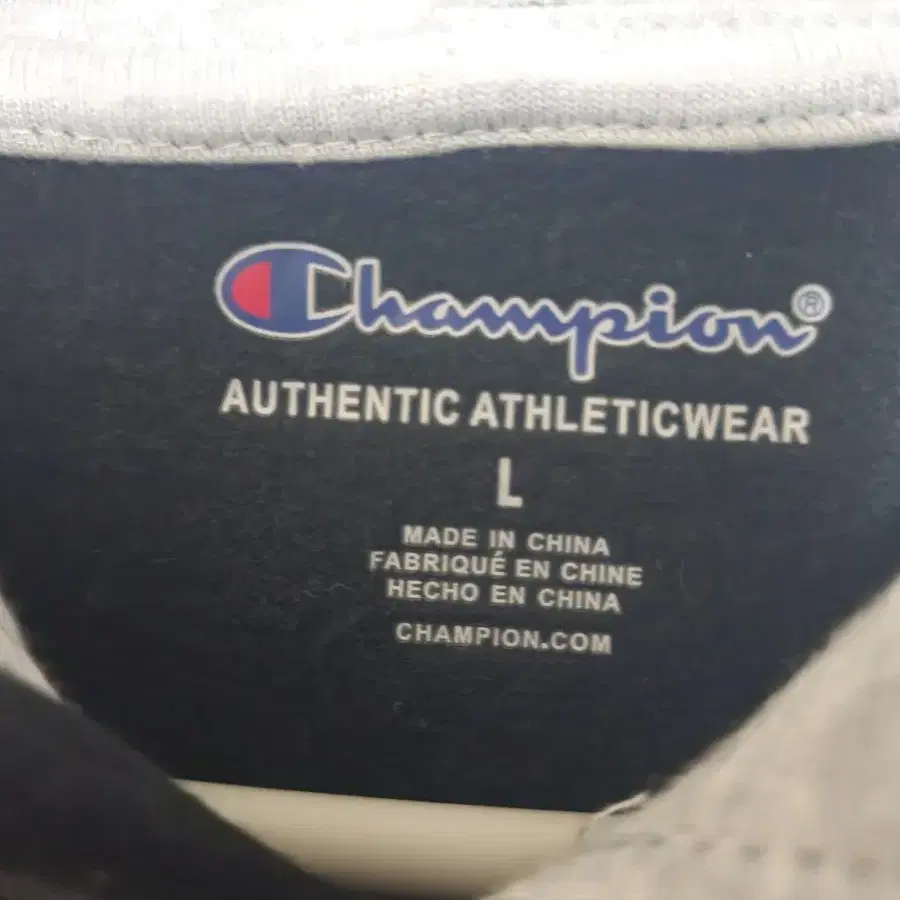 Champion®
AUTHENTIC ATHLETICWEAR
L
MADE IN CHINA
FABRIQUÉ EN CHINE
HECHO EN CHINA
CHAMPION.COM